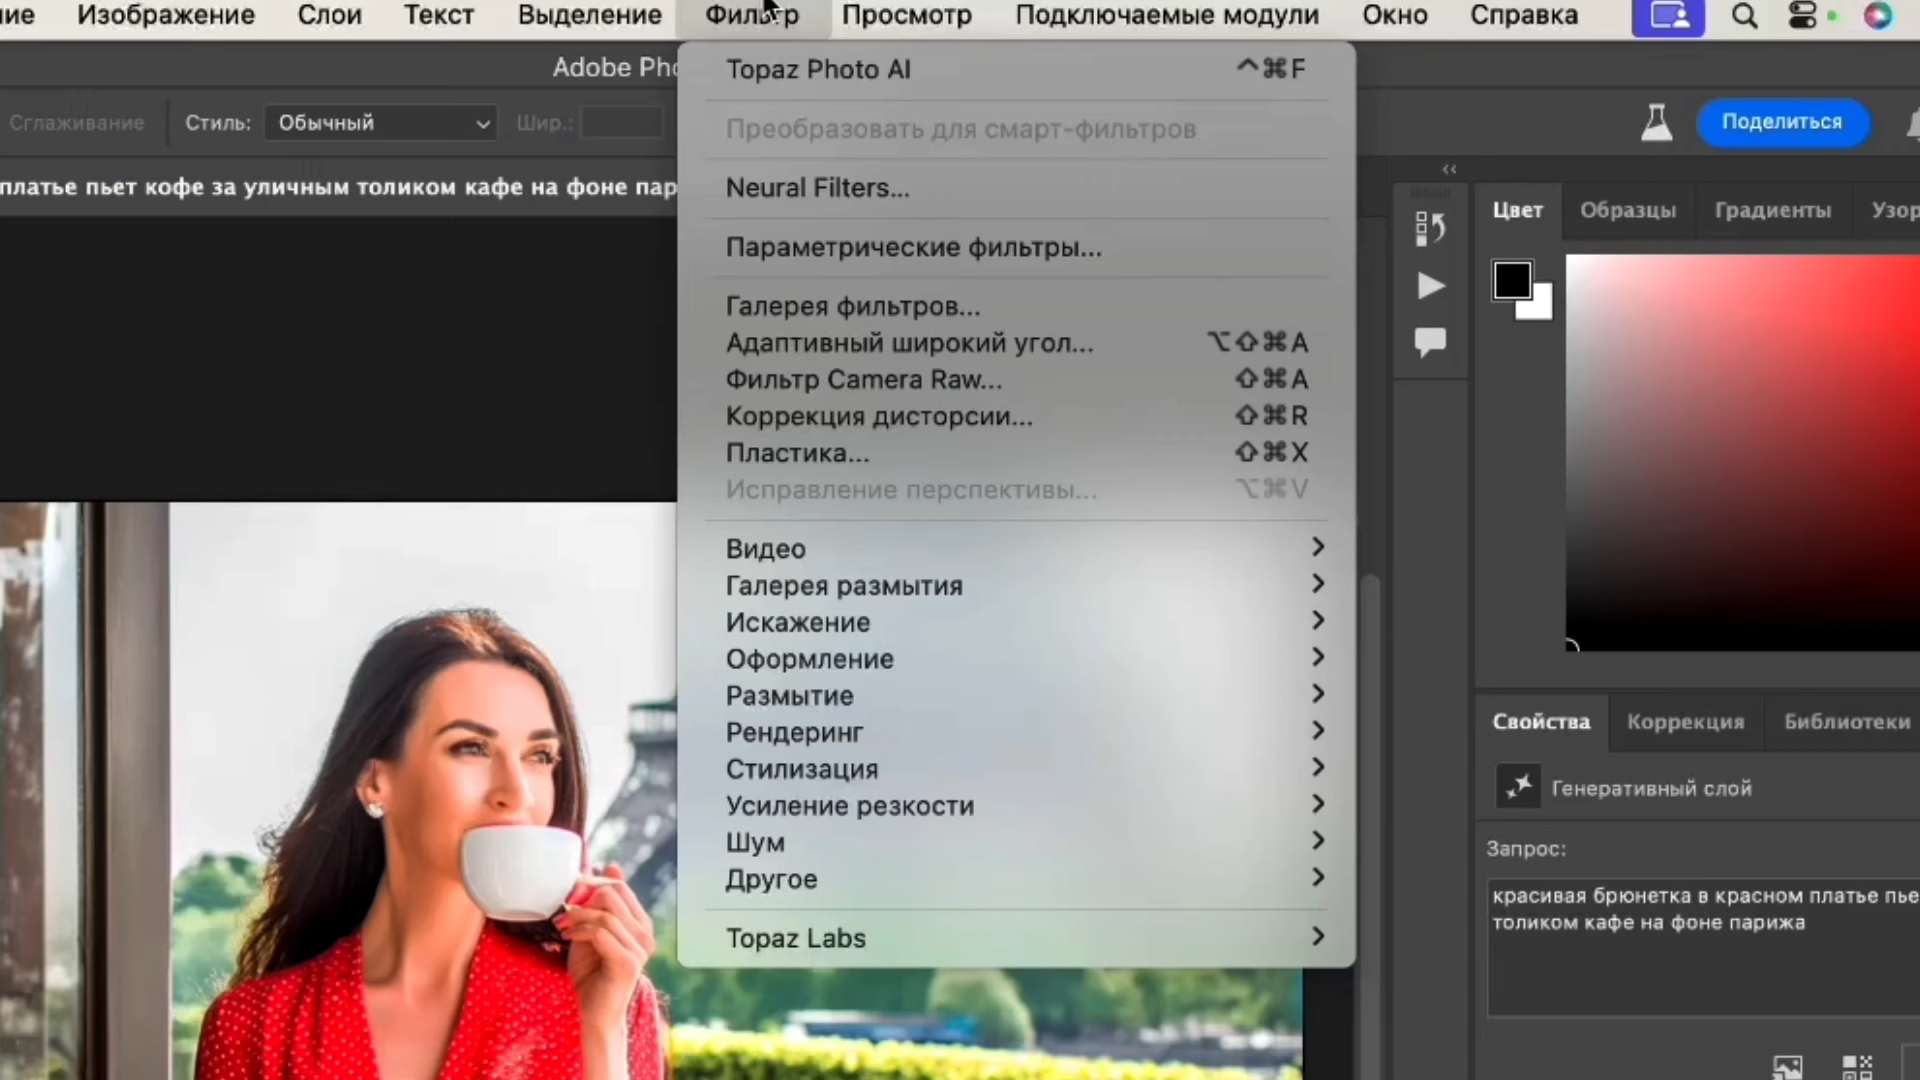 ние Изображение Слои Текст Выделение Фильтр Просмотр Подключаемые модули Окно Справка
Adobe Pho
Сглаживание Стиль: Обычный Шир.:
Поделиться
платье пьет кофе за уличным толиком кафе на фоне пар
Topaz Photo AI ^⌘F
Преобразовать для смарт-фильтров
Neural Filters...
Параметрические фильтры...
Галерея фильтров...
Адаптивный широкий угол... ⌥⇧⌘A
Фильтр Camera Raw... ⇧⌘A
Коррекция дисторсии... ⇧⌘R
Пластика... ⇧⌘X
Исправление перспективы... ⌥⌘V
Видео
Галерея размытия
Искажение
Оформление
Размытие
Рендеринг
Стилизация
Усиление резкости
Шум
Другое
Topaz Labs
Цвет Образцы Градиенты Узор
Свойства Коррекция Библиотеки
Генеративный слой
Запрос:
красивая брюнетка в красном платье пье
толиком кафе на фоне парижа